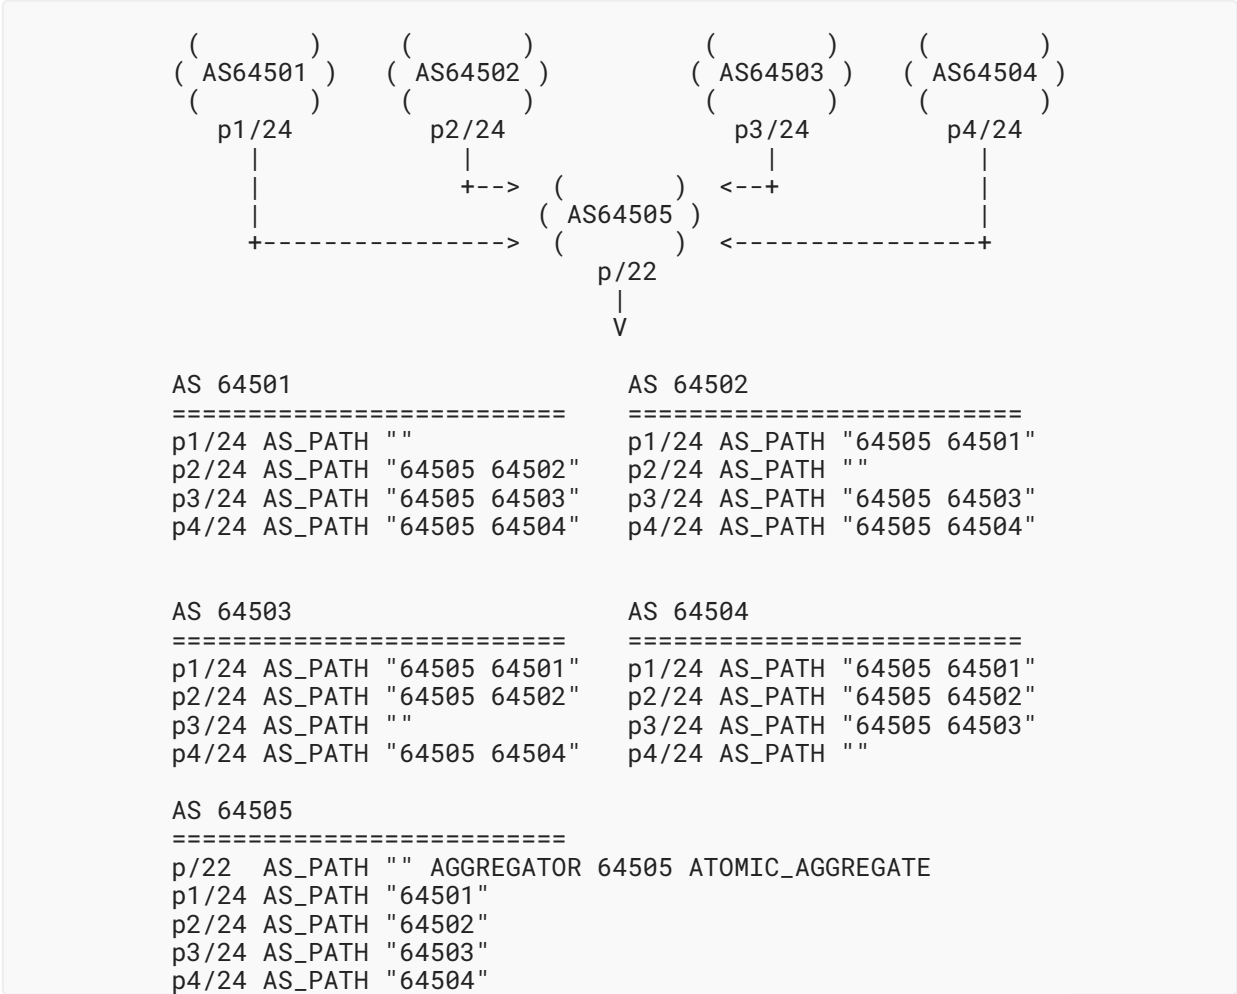 (       )     (       )           (       )     (       )
( AS64501 )   ( AS64502 )         ( AS64503 )   ( AS64504 )
 (       )     (       )           (       )     (       )
   p1/24         p2/24               p3/24         p4/24
     |             |                   |             |
     |             +-->  (       )  <--+             |
     |                  ( AS64505 )                  |
     +---------------->  (       )  <----------------+
                            p/22
                             |
                             V

AS 64501                      AS 64502
==========================    ==========================
p1/24 AS_PATH ""              p1/24 AS_PATH "64505 64501"
p2/24 AS_PATH "64505 64502"   p2/24 AS_PATH ""
p3/24 AS_PATH "64505 64503"   p3/24 AS_PATH "64505 64503"
p4/24 AS_PATH "64505 64504"   p4/24 AS_PATH "64505 64504"

AS 64503                      AS 64504
==========================    ==========================
p1/24 AS_PATH "64505 64501"   p1/24 AS_PATH "64505 64501"
p2/24 AS_PATH "64505 64502"   p2/24 AS_PATH "64505 64502"
p3/24 AS_PATH ""              p3/24 AS_PATH "64505 64503"
p4/24 AS_PATH "64505 64504"   p4/24 AS_PATH ""

AS 64505
==========================
p/22  AS_PATH "" AGGREGATOR 64505 ATOMIC_AGGREGATE
p1/24 AS_PATH "64501"
p2/24 AS_PATH "64502"
p3/24 AS_PATH "64503"
p4/24 AS_PATH "64504"